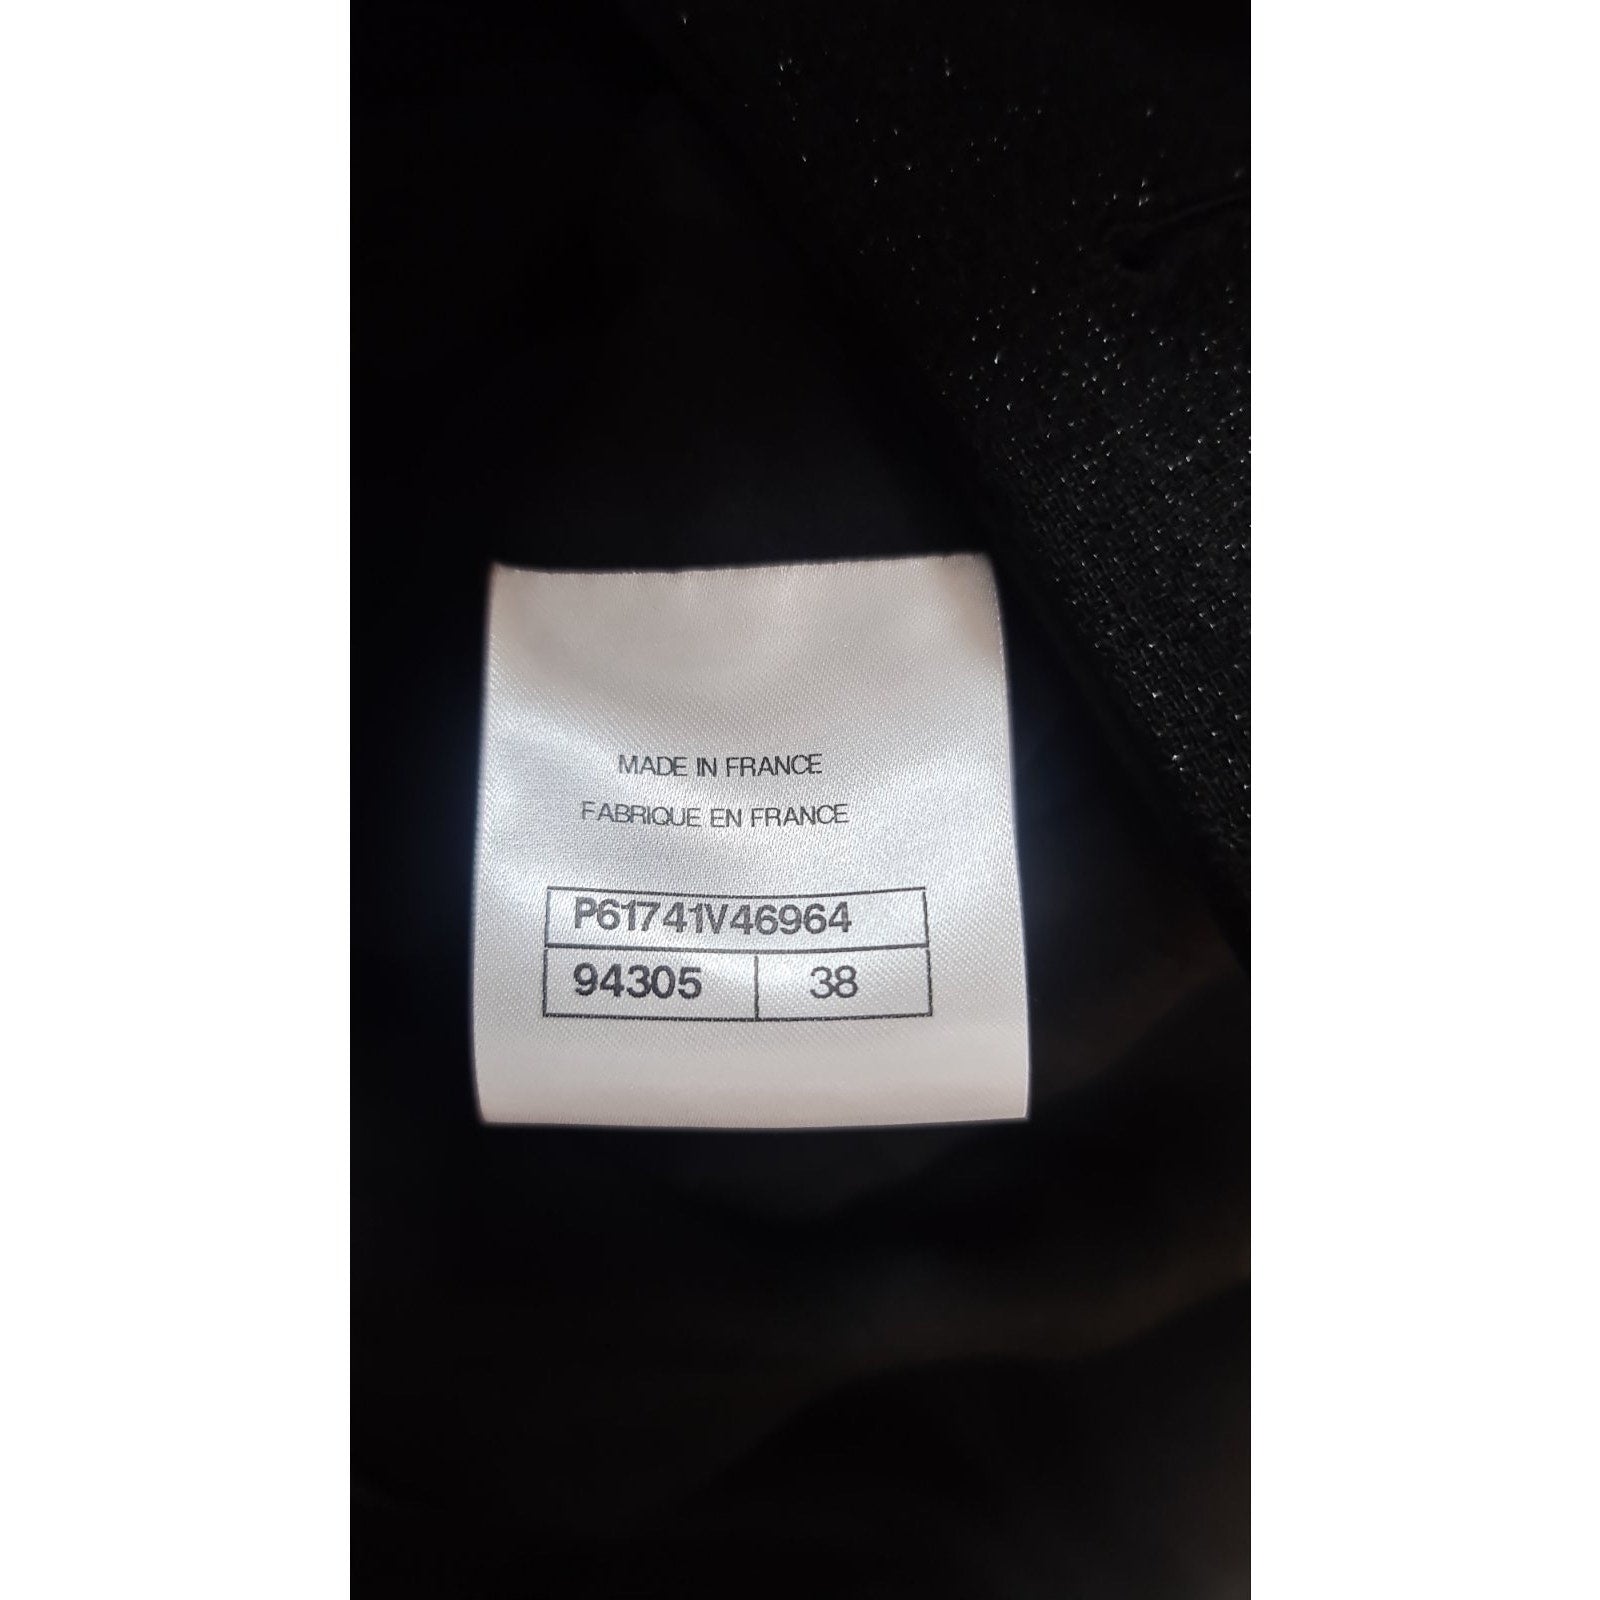 MADE IN FRANCE
FABRIQUE EN FRANCE
P61741V46964
94305 38